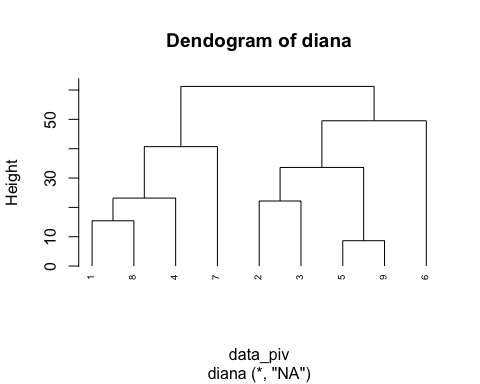 Dendogram of diana
Height
50
30
10
0
1 8 4 7 2 3 5 9 6
data_piv
diana (*, "NA")